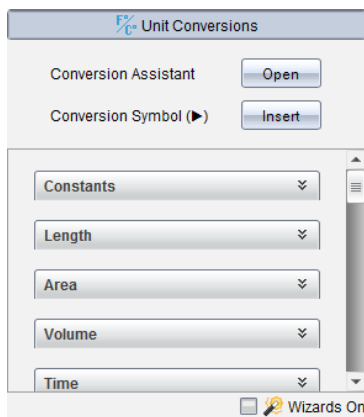 F°/C° Unit Conversions
Conversion Assistant Open
Conversion Symbol (▶) Insert
Constants
Length
Area
Volume
Time
Wizards On